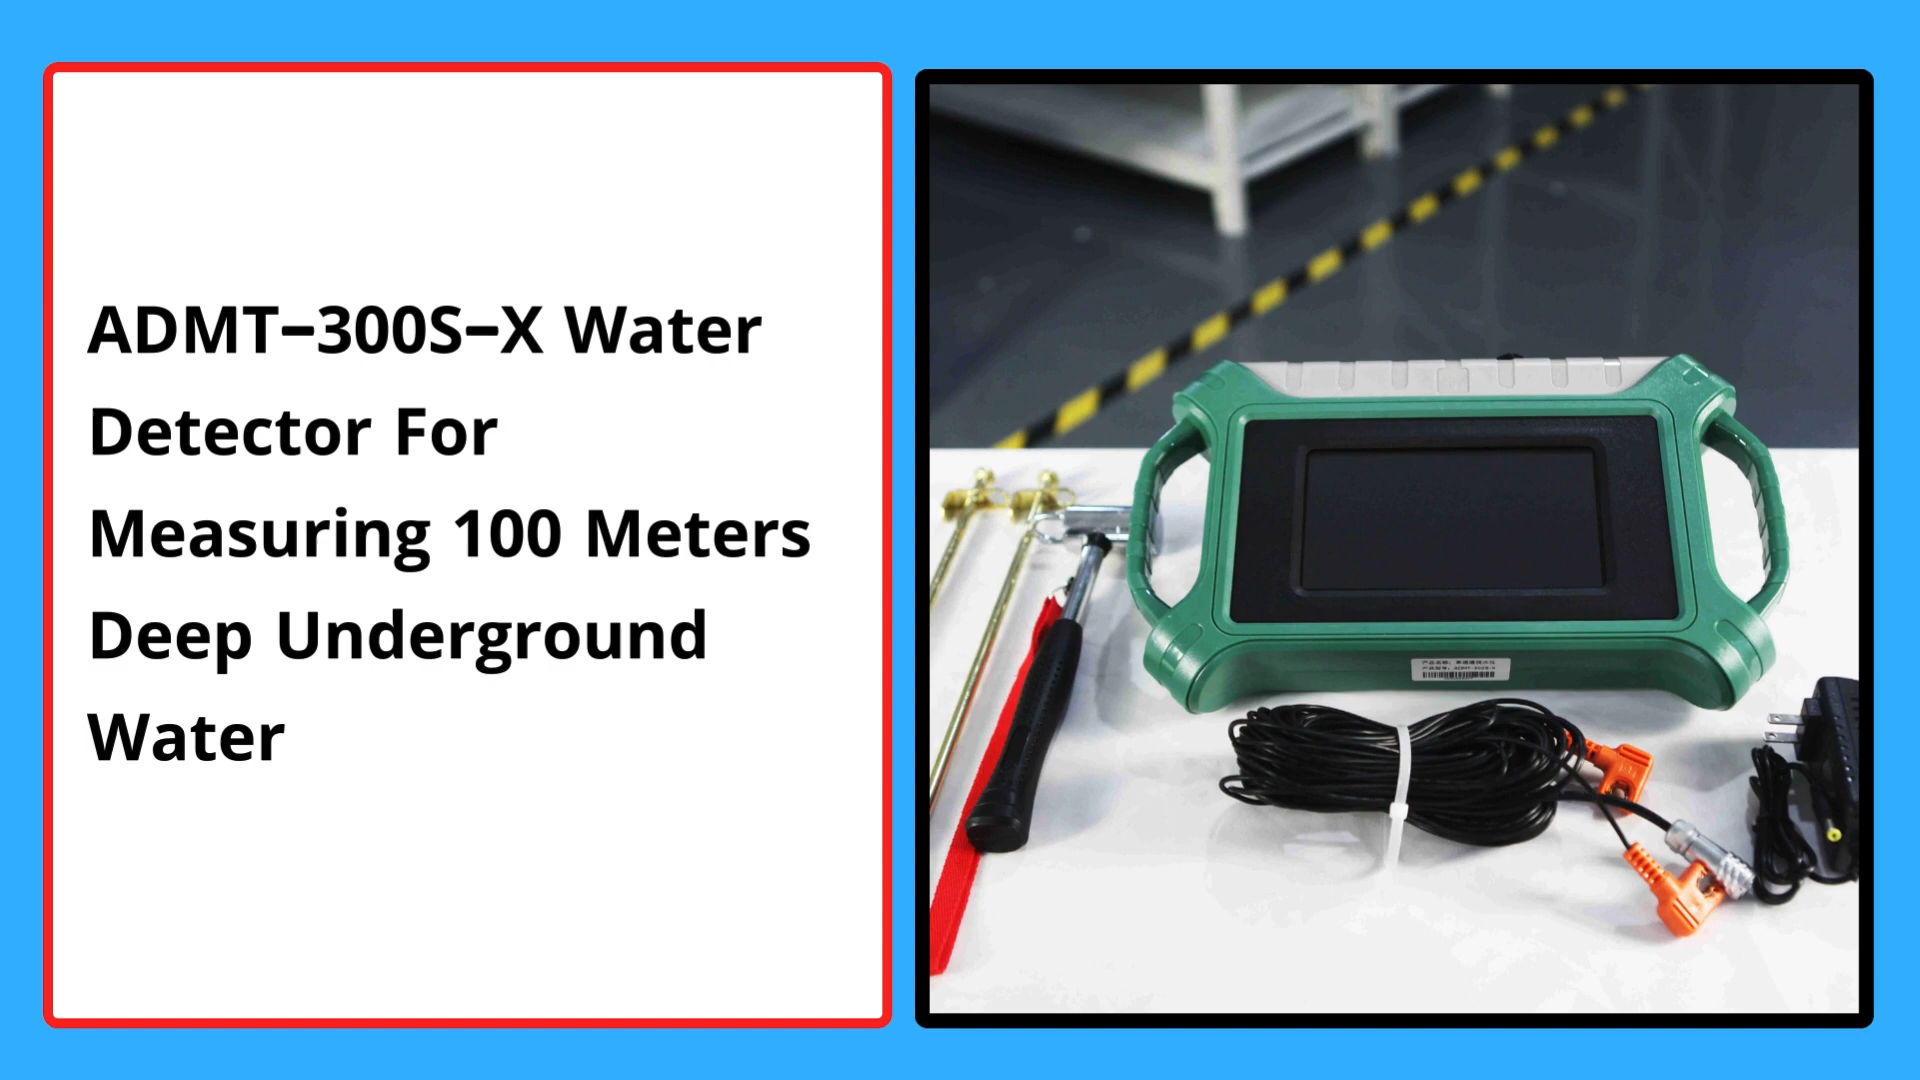 ADMT–300S–X Water
Detector For
Measuring 100 Meters
Deep Underground
Water